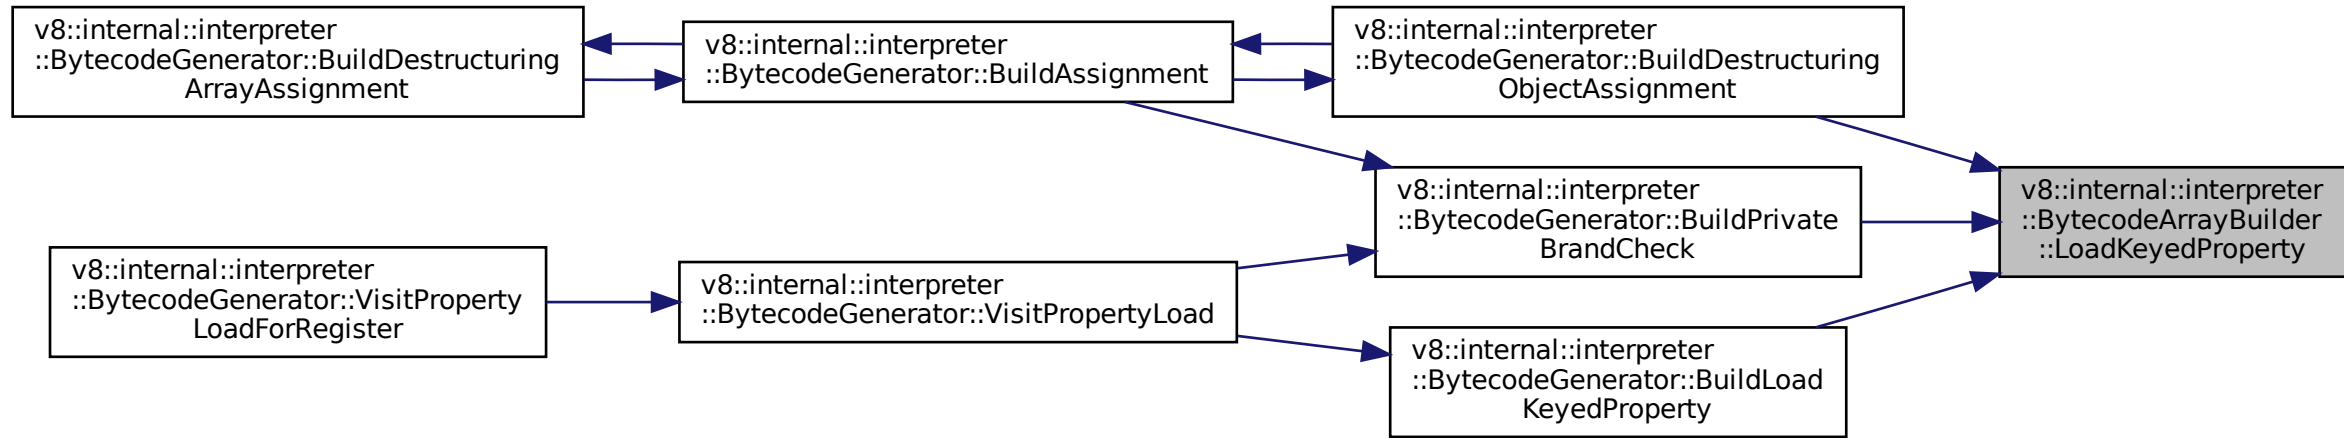 v8::internal::interpreter
::BytecodeGenerator::BuildDestructuring
ArrayAssignment
v8::internal::interpreter
::BytecodeGenerator::BuildAssignment
v8::internal::interpreter
::BytecodeGenerator::BuildDestructuring
ObjectAssignment
v8::internal::interpreter
::BytecodeGenerator::BuildPrivate
BrandCheck
v8::internal::interpreter
::BytecodeArrayBuilder
::LoadKeyedProperty
v8::internal::interpreter
::BytecodeGenerator::VisitProperty
LoadForRegister
v8::internal::interpreter
::BytecodeGenerator::VisitPropertyLoad
v8::internal::interpreter
::BytecodeGenerator::BuildLoad
KeyedProperty